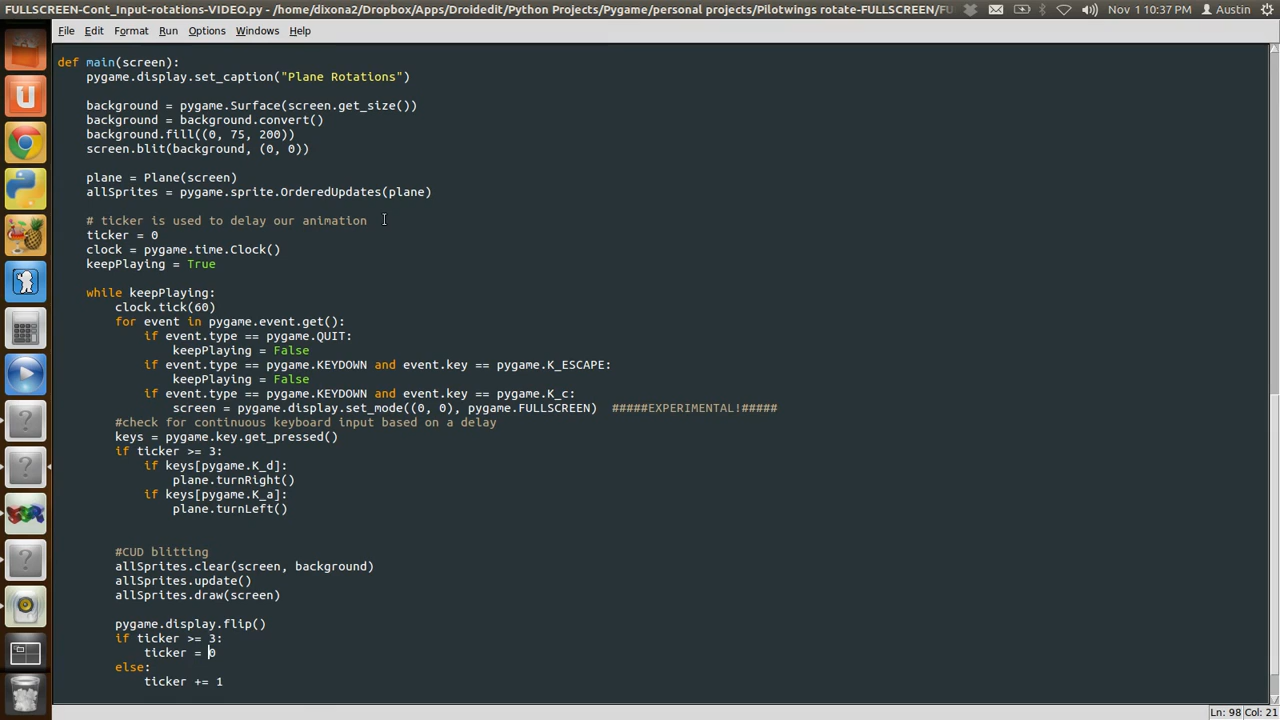 FULLSCREEN-Cont_Input-rotations-VIDEO.py - /home/dixona2/Dropbox/Apps/Droidedit/Python Projects/Pygame/personal projects/Pilotwings rotate-FULLSCREEN/FU Nov 1 10:37 PM Austin
File Edit Format Run Options Windows Help
def main(screen):
    pygame.display.set_caption("Plane Rotations")

    background = pygame.Surface(screen.get_size())
    background = background.convert()
    background.fill((0, 75, 200))
    screen.blit(background, (0, 0))

    plane = Plane(screen)
    allSprites = pygame.sprite.OrderedUpdates(plane)

    # ticker is used to delay our animation
    ticker = 0
    clock = pygame.time.Clock()
    keepPlaying = True

    while keepPlaying:
        clock.tick(60)
        for event in pygame.event.get():
            if event.type == pygame.QUIT:
                keepPlaying = False
            if event.type == pygame.KEYDOWN and event.key == pygame.K_ESCAPE:
                keepPlaying = False
            if event.type == pygame.KEYDOWN and event.key == pygame.K_c:
                screen = pygame.display.set_mode((0, 0), pygame.FULLSCREEN)  #####EXPERIMENTAL!#####
        #check for continuous keyboard input based on a delay
        keys = pygame.key.get_pressed()
        if ticker >= 3:
            if keys[pygame.K_d]:
                plane.turnRight()
            if keys[pygame.K_a]:
                plane.turnLeft()

        #CUD blitting
        allSprites.clear(screen, background)
        allSprites.update()
        allSprites.draw(screen)

        pygame.display.flip()
        if ticker >= 3:
            ticker = 0
        else:
            ticker += 1
Ln: 98 Col: 21